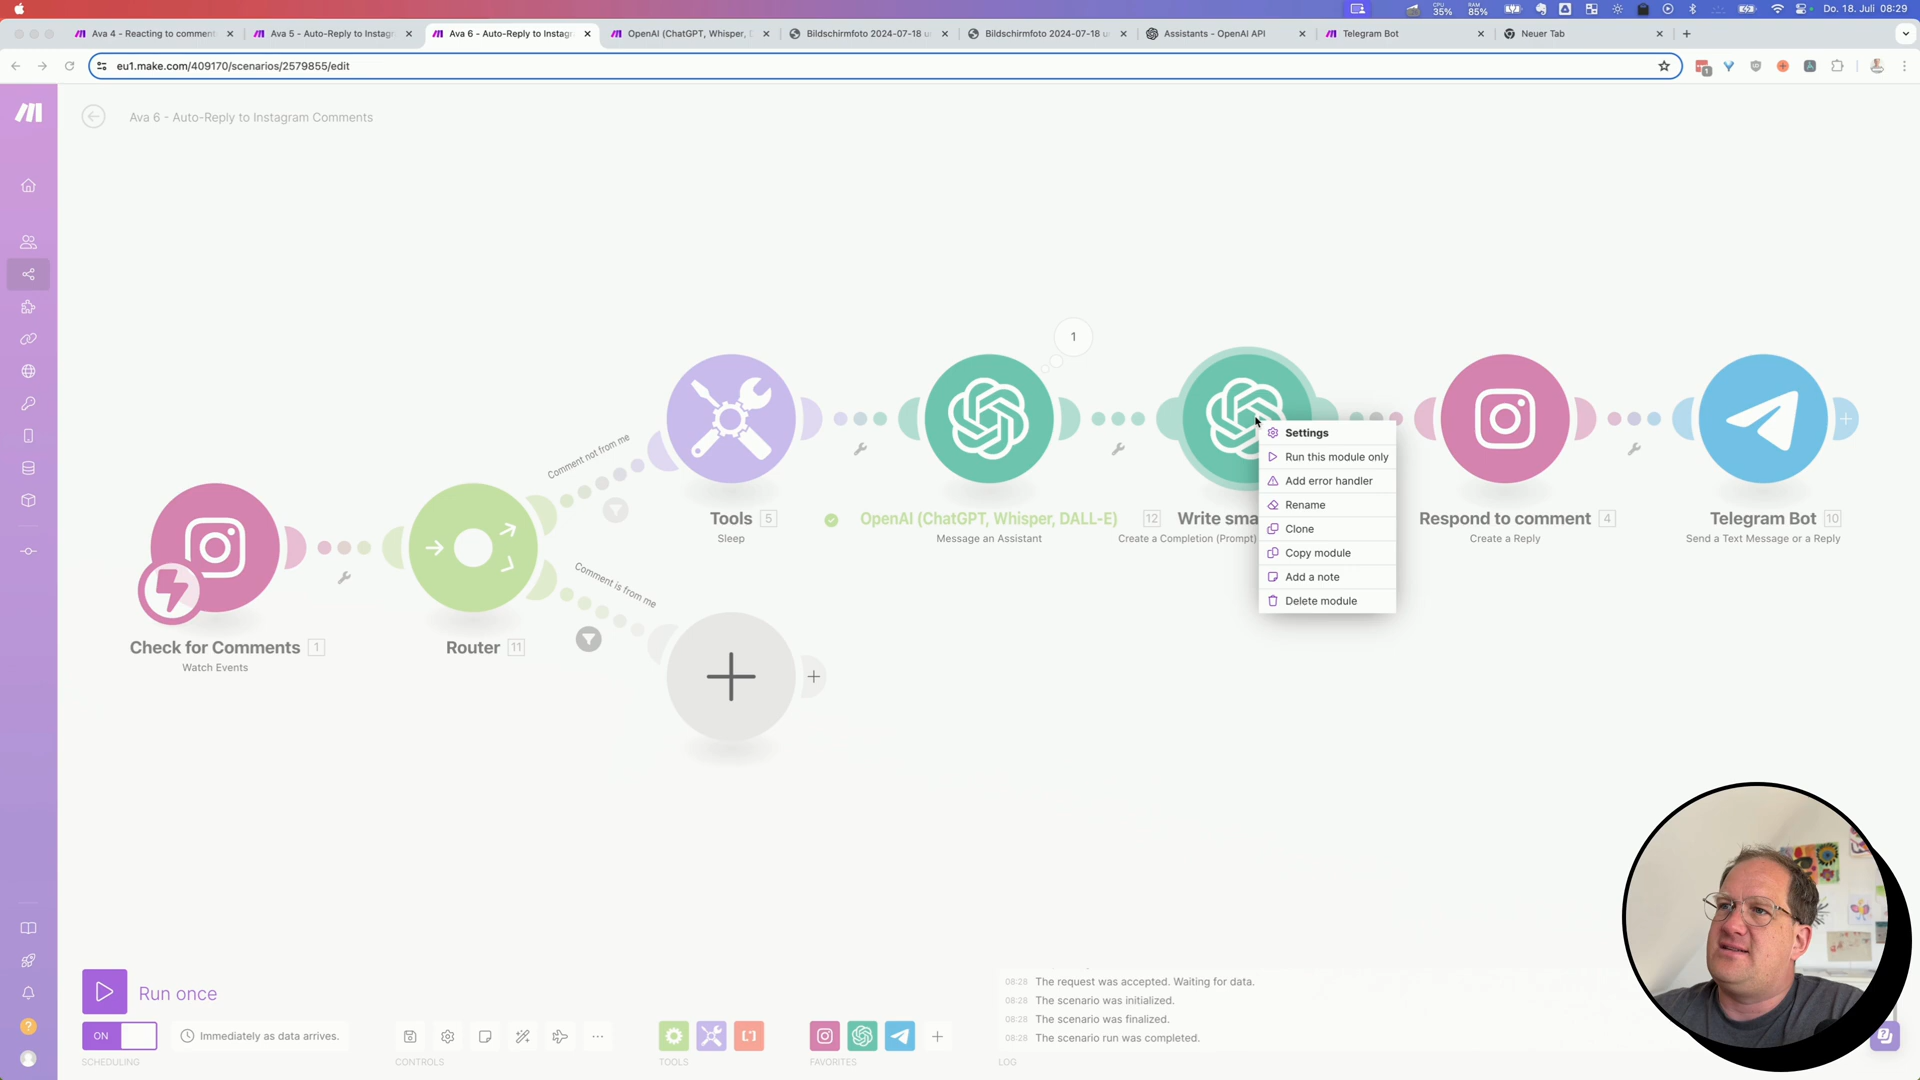 CPU
35%
RAM
85%
Do. 18. Juli 08:29
Ava 4 - Reacting to comment
Ava 5 - Auto-Reply to Instag
Ava 6 - Auto-Reply to Instag
OpenAI (ChatGPT, Whisper,
Bildschirmfoto 2024-07-18 u
Bildschirmfoto 2024-07-18 u
Assistants - OpenAI API
Telegram Bot
Neuer Tab
eu1.make.com/409170/scenarios/2579855/edit
1
Ava 6 - Auto-Reply to Instagram Comments
1
Comment not from me
Comment is from me
Settings
Run this module only
Add error handler
Rename
Clone
Copy module
Add a note
Delete module
Tools 5
Sleep
OpenAI (ChatGPT, Whisper, DALL-E) 12
Message an Assistant
Write sma
Create a Completion (Prompt)
Respond to comment 4
Create a Reply
Telegram Bot 10
Send a Text Message or a Reply
Check for Comments 1
Watch Events
Router 11
Run once
ON
Immediately as data arrives.
SCHEDULING
CONTROLS
TOOLS
FAVORITES
08:28 The request was accepted. Waiting for data.
08:28 The scenario was initialized.
08:28 The scenario was finalized.
08:28 The scenario run was completed.
LOG